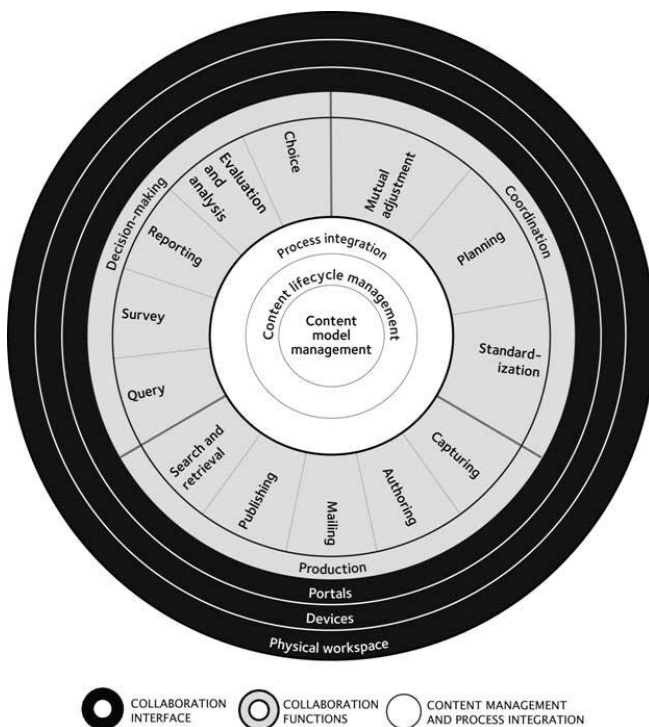 Choice
Evaluation
and
analysis
Decision-making
Reporting
Survey
Query
Mutual
adjustment
Coordination
Planning
Standard-
ization
Process integration
Content lifecycle management
Content
model
management
Search and
retrieval
Publishing
Mailing
Authoring
Capturing
Production
Portals
Devices
Physical workspace
COLLABORATION
INTERFACE
COLLABORATION
FUNCTIONS
CONTENT MANAGEMENT
AND PROCESS INTEGRATION